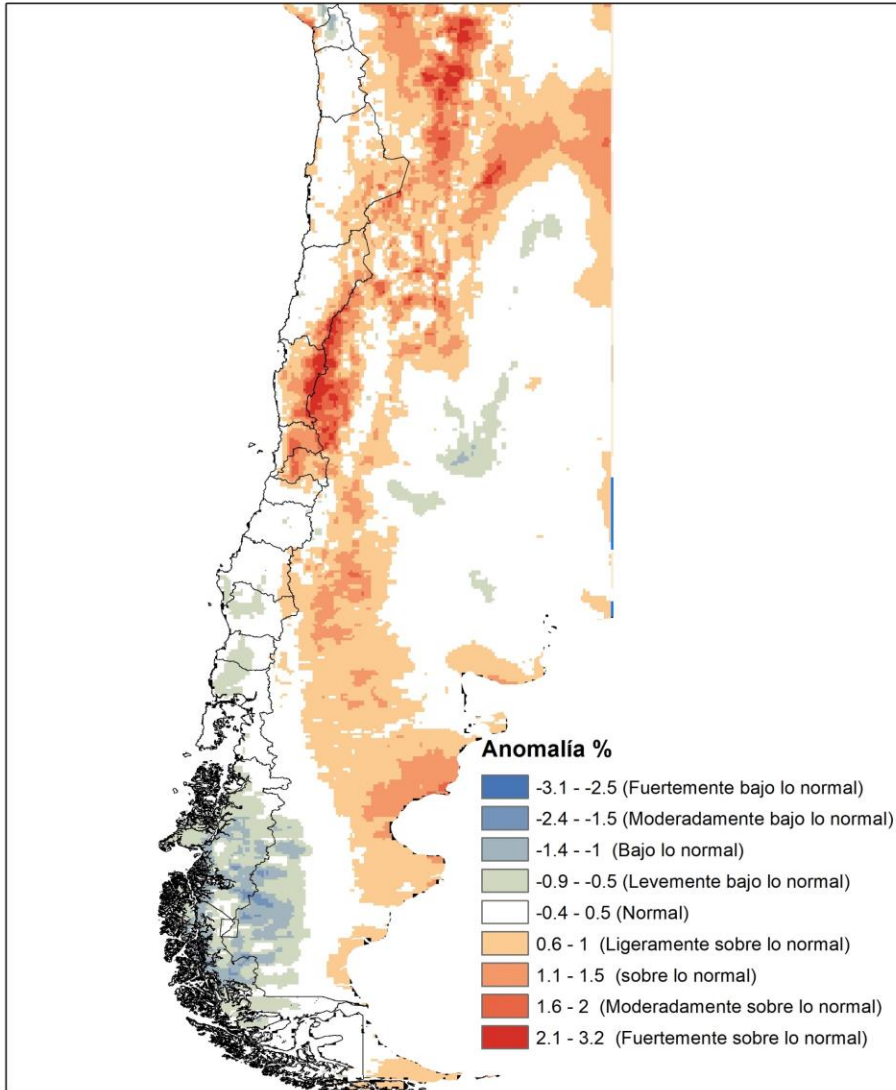 Anomalía %
-3.1 - -2.5 (Fuertemente bajo lo normal)
-2.4 - -1.5 (Moderadamente bajo lo normal)
-1.4 - -1 (Bajo lo normal)
-0.9 - -0.5 (Levemente bajo lo normal)
-0.4 - 0.5 (Normal)
0.6 - 1 (Ligeramente sobre lo normal)
1.1 - 1.5 (sobre lo normal)
1.6 - 2 (Moderadamente sobre lo normal)
2.1 - 3.2 (Fuertemente sobre lo normal)